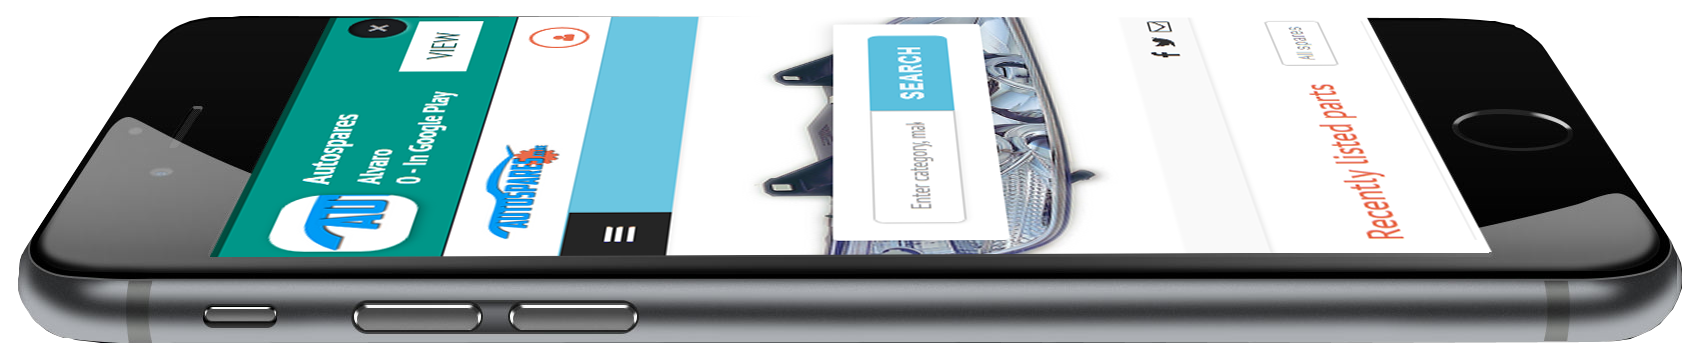 Autospares
Alvaro
0 - In Google Play
VIEW
AU
AUTOSPARES
Enter category, mak
SEARCH
Recently listed parts
All spares